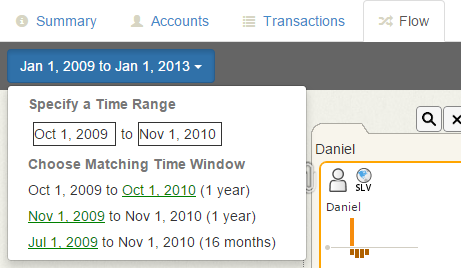 Summary Accounts Transactions Flow
Jan 1, 2009 to Jan 1, 2013
Specify a Time Range
Oct 1, 2009 to Nov 1, 2010
Choose Matching Time Window
Oct 1, 2009 to Oct 1, 2010 (1 year)
Nov 1, 2009 to Nov 1, 2010 (1 year)
Jul 1, 2009 to Nov 1, 2010 (16 months)
Daniel
SLV
Daniel